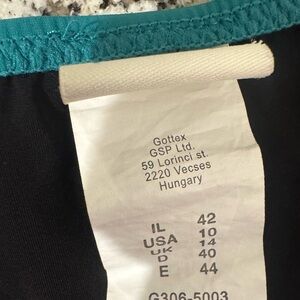 Gottex
GSP Ltd.
59 Lorinci st.
2220 Vecses
Hungary
IL 42
USA 10
UK 14
D 40
E 44
G306-5003